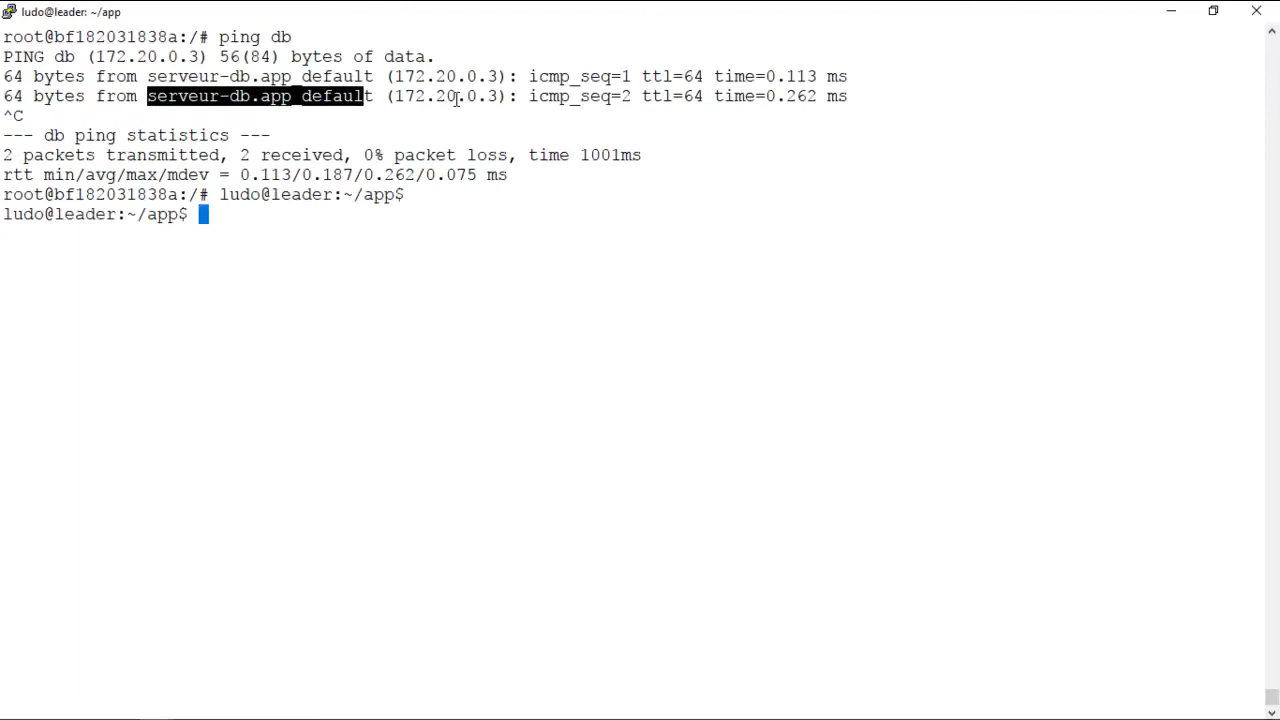 ludo@leader: ~/app
root@bf182031838a:/# ping db
PING db (172.20.0.3) 56(84) bytes of data.
64 bytes from serveur-db.app_default (172.20.0.3): icmp_seq=1 ttl=64 time=0.113 ms
64 bytes from serveur-db.app_default (172.20.0.3): icmp_seq=2 ttl=64 time=0.262 ms
^C
--- db ping statistics ---
2 packets transmitted, 2 received, 0% packet loss, time 1001ms
rtt min/avg/max/mdev = 0.113/0.187/0.262/0.075 ms
root@bf182031838a:/# ludo@leader:~/app$
ludo@leader:~/app$